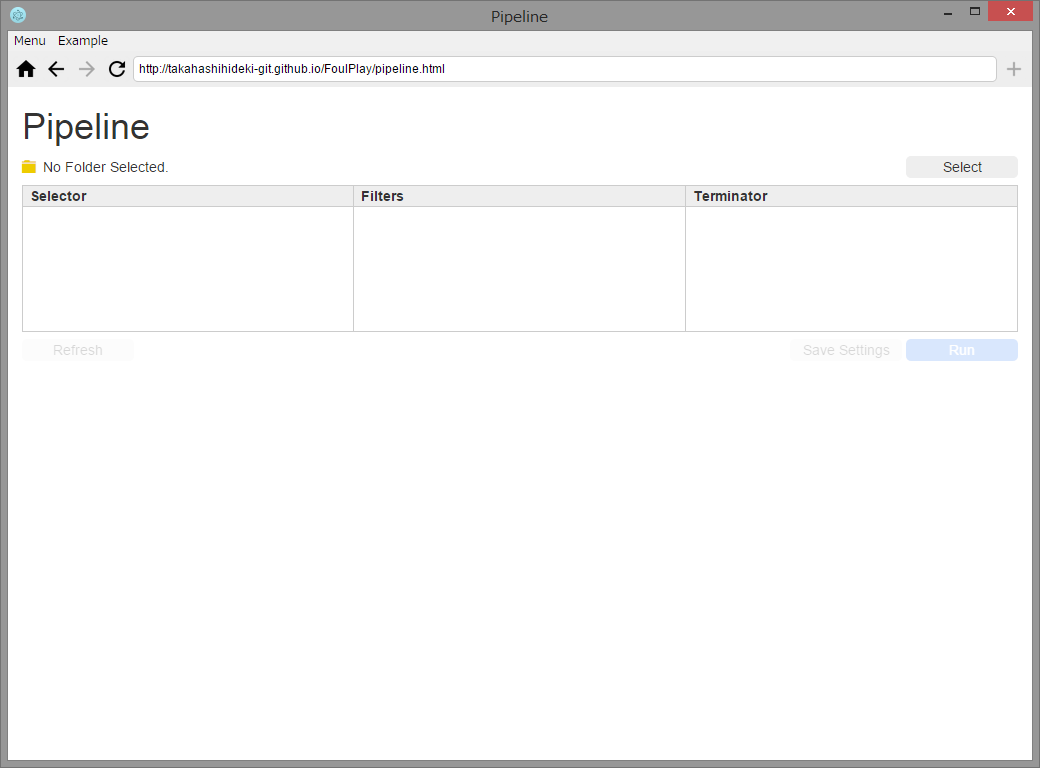 Pipeline
Menu Example
http://takahashihideki-git.github.io/FoulPlay/pipeline.html
Pipeline
No Folder Selected. Select
Selector Filters Terminator
Refresh Save Settings Run